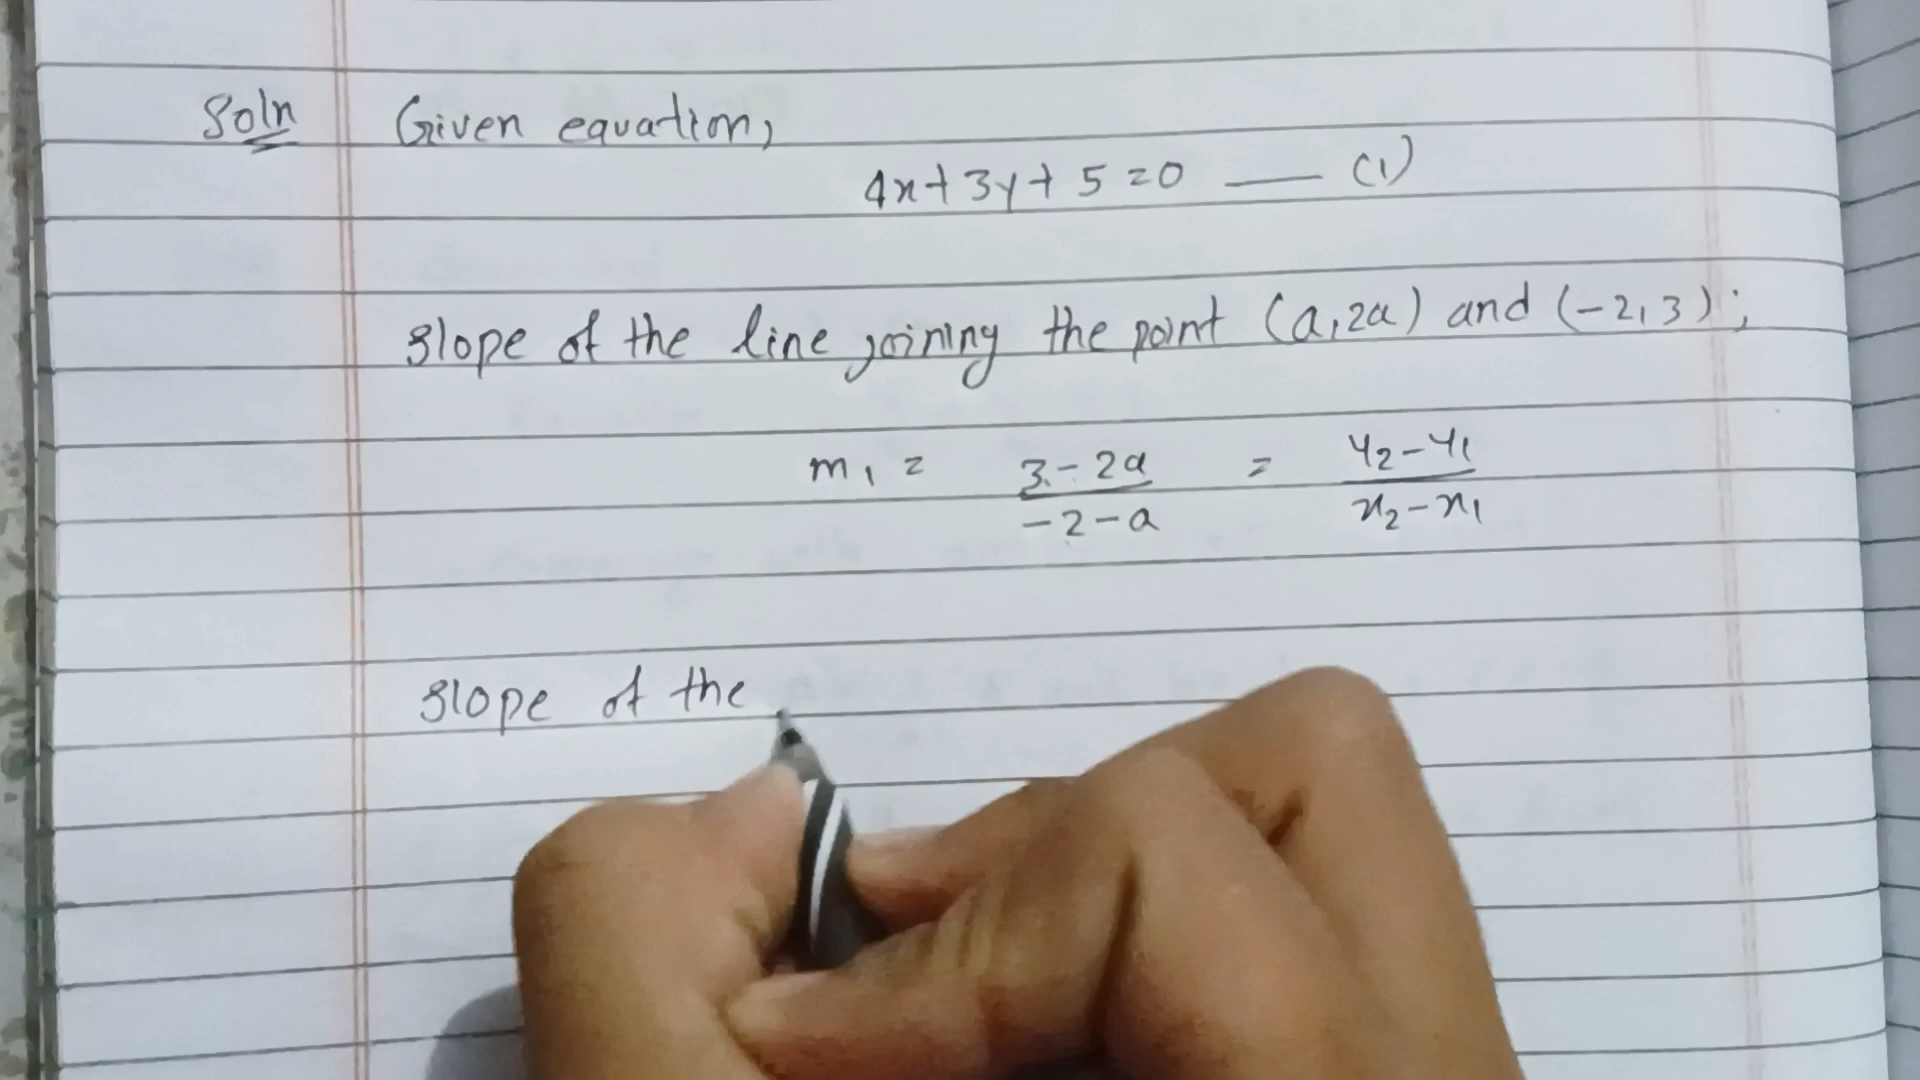 Soln Given equation,
4x+3y+5=0 —— (1)
slope of the line joining the point (a,2a) and (-2,3);
m₁ = 3-2a / -2-a = y₂-y₁ / x₂-x₁
slope of the